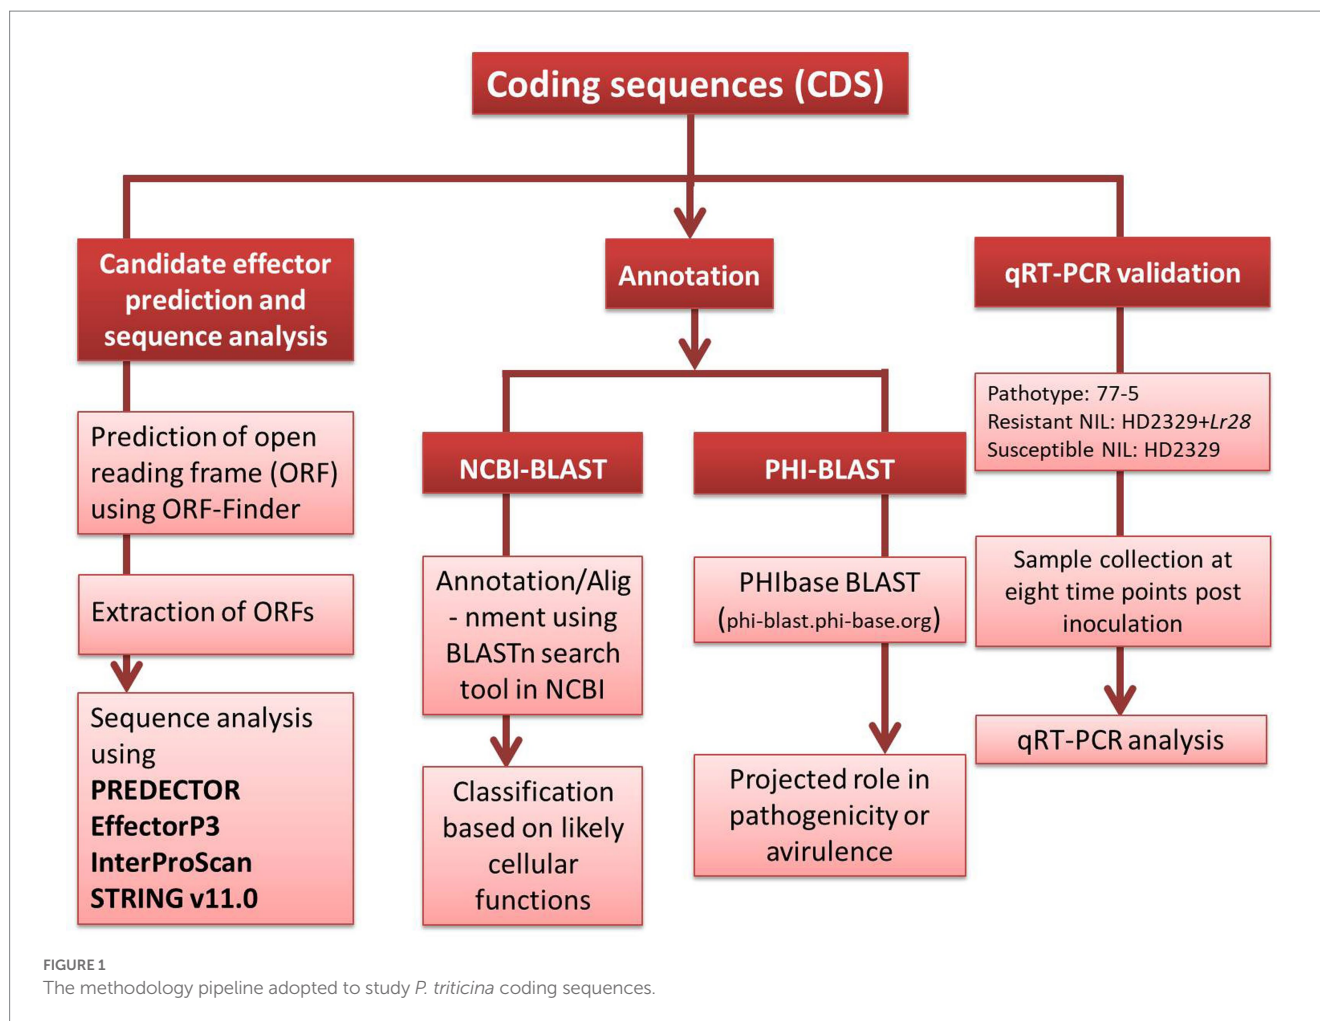 Coding sequences (CDS)
Candidate effector
prediction and
sequence analysis
Prediction of open
reading frame (ORF)
using ORF-Finder
Extraction of ORFs
Sequence analysis
using
PREDECTOR
EffectorP3
InterProScan
STRING v11.0
Annotation
NCBI-BLAST
Annotation/Alig
- nment using
BLASTn search
tool in NCBI
Classification
based on likely
cellular
functions
PHI-BLAST
PHIbase BLAST
(phi-blast.phi-base.org)
Projected role in
pathogenicity or
avirulence
qRT-PCR validation
Pathotype: 77-5
Resistant NIL: HD2329+Lr28
Susceptible NIL: HD2329
Sample collection at
eight time points post
inoculation
qRT-PCR analysis
FIGURE 1
The methodology pipeline adopted to study P. triticina coding sequences.